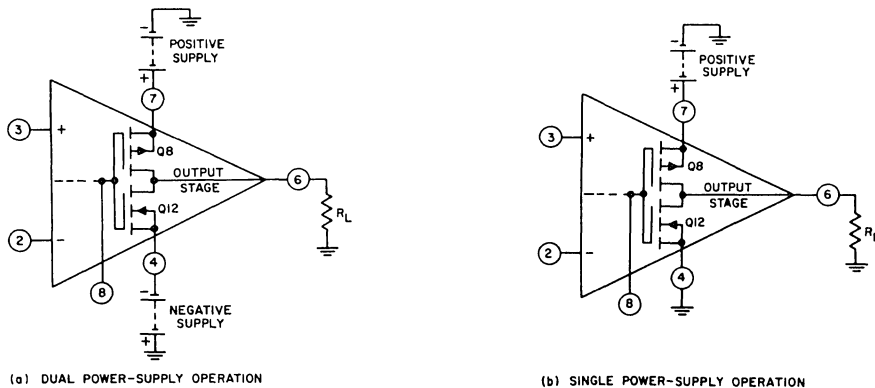 POSITIVE
SUPPLY
+
-
7
3
+
Q8
OUTPUT
STAGE
6
RL
Q12
2
-
4
8
-
NEGATIVE
SUPPLY
+
(a) DUAL POWER-SUPPLY OPERATION
-
POSITIVE
SUPPLY
+
7
3
+
Q8
OUTPUT
STAGE
6
Q12
R
2
-
4
8
(b) SINGLE POWER-SUPPLY OPERATION